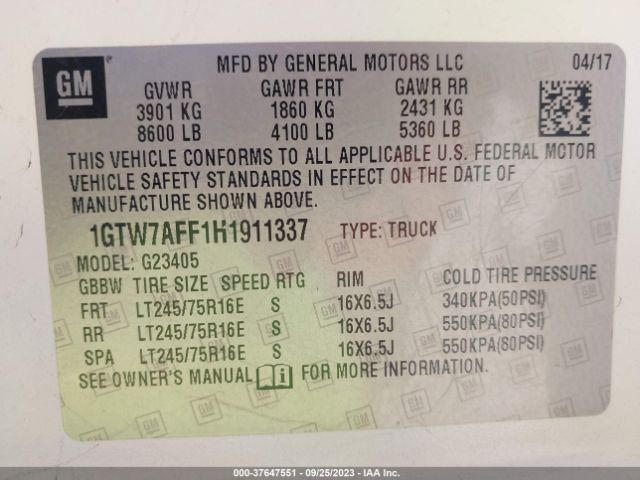 GM
MFD BY GENERAL MOTORS LLC 04/17
GVWR GAWR FRT GAWR RR
3901 KG 1860 KG 2431 KG
8600 LB 4100 LB 5360 LB
THIS VEHICLE CONFORMS TO ALL APPLICABLE U.S. FEDERAL MOTOR
VEHICLE SAFETY STANDARDS IN EFFECT ON THE DATE OF
MANUFACTURE SHOWN ABOVE.
1GTW7AFF1H1911337 TYPE: TRUCK
MODEL: G23405
GBBW TIRE SIZE SPEED RTG RIM COLD TIRE PRESSURE
FRT LT245/75R16E S 16X6.5J 340KPA(50PSI)
RR LT245/75R16E S 16X6.5J 550KPA(80PSI)
SPA LT245/75R16E S 16X6.5J 550KPA(80PSI)
SEE OWNER'S MANUAL FOR MORE INFORMATION.
000-37647551 - 09/25/2023 - IAA Inc.